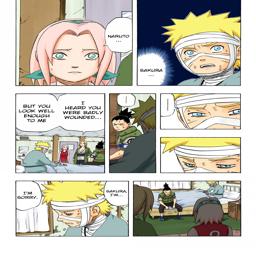 SAKURA
...
NARUTO
...
I
HEARD
YOU WERE
BADLY
WOUNDED...
BUT YOU
LOOK WELL
ENOUGH
TO ME
SAKURA,
I'M...
I'M
SORRY.